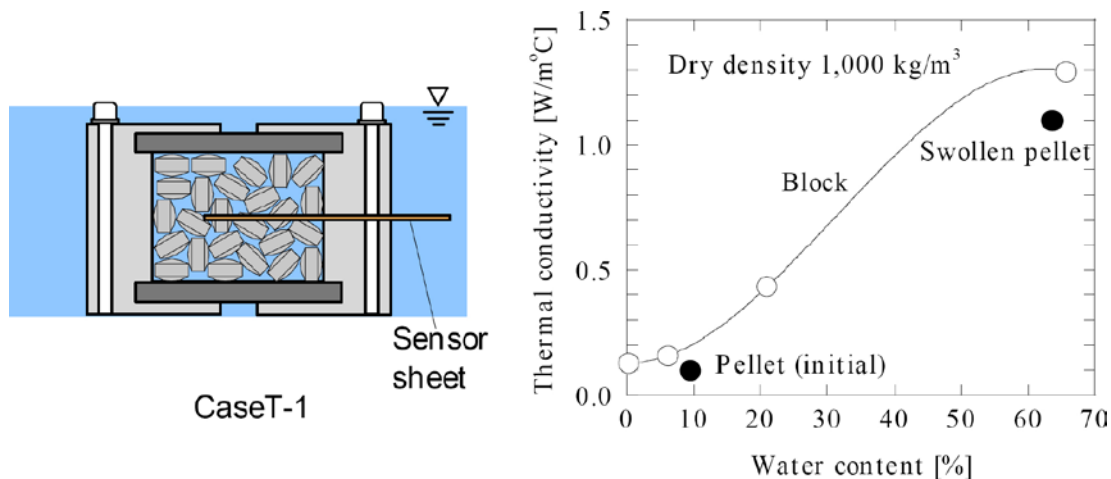 Sensor
sheet
CaseT-1
Thermal conductivity [W/m°C]
1.5
1.0
0.5
0.0
Dry density 1,000 kg/m³
Swollen pellet
Block
Pellet (initial)
0 10 20 30 40 50 60 70
Water content [%]